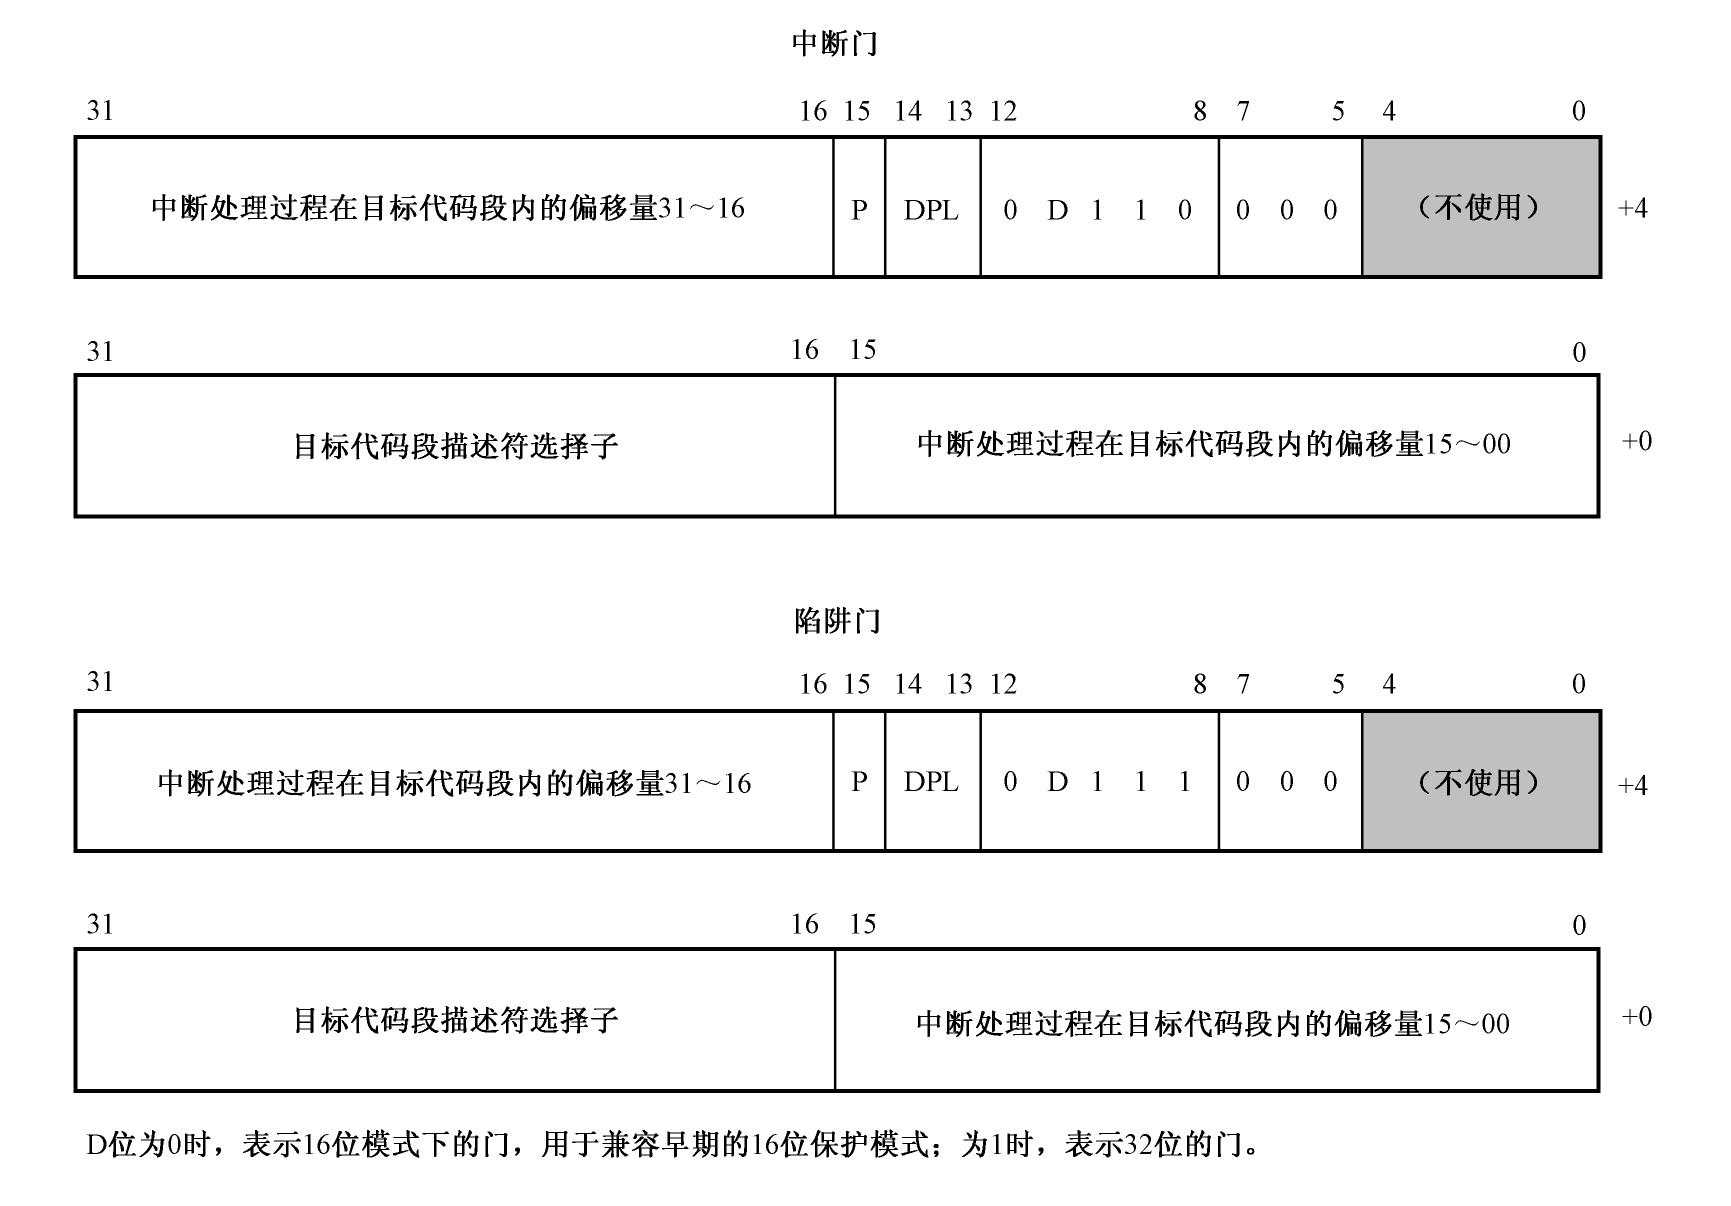 中断门
31 16 15 14 13 12 8 7 5 4 0
中断处理过程在目标代码段内的偏移量31～16 P DPL 0 D 1 1 0 0 0 0 （不使用） +4
31 16 15 0
目标代码段描述符选择子 中断处理过程在目标代码段内的偏移量15～00 +0
陷阱门
31 16 15 14 13 12 8 7 5 4 0
中断处理过程在目标代码段内的偏移量31～16 P DPL 0 D 1 1 1 0 0 0 （不使用） +4
31 16 15 0
目标代码段描述符选择子 中断处理过程在目标代码段内的偏移量15～00 +0
D位为0时，表示16位模式下的门，用于兼容早期的16位保护模式；为1时，表示32位的门。